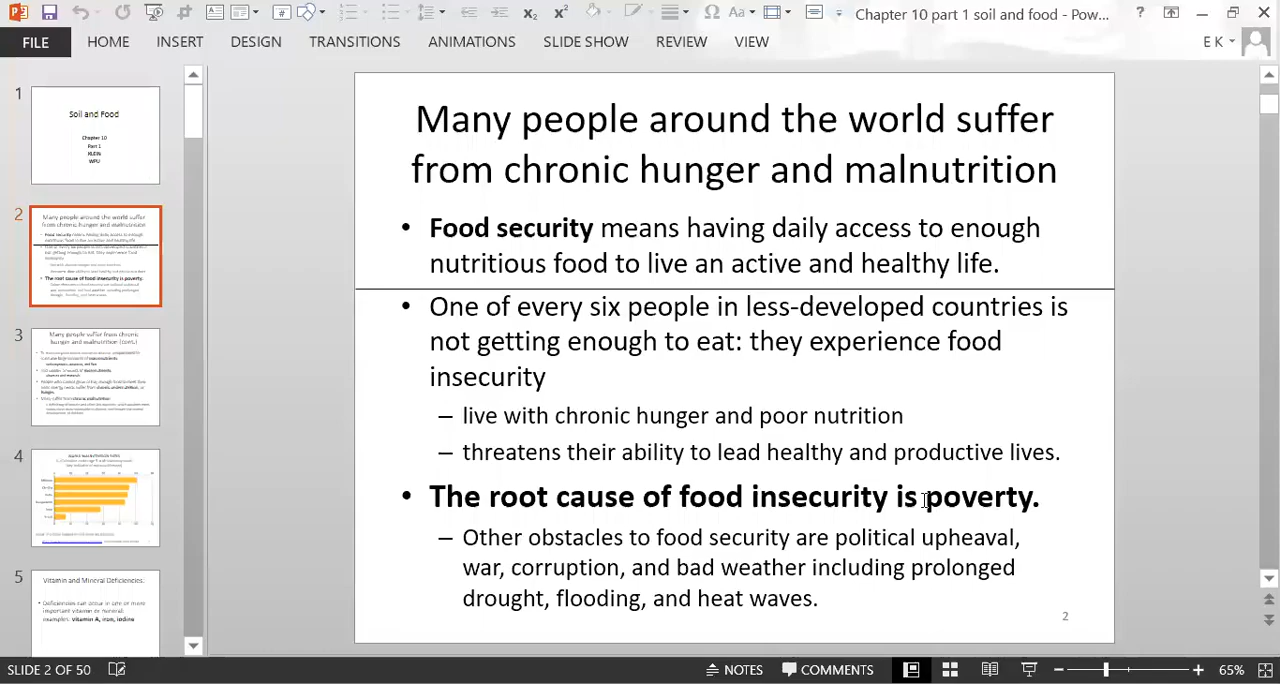 Chapter 10 part 1 soil and food - Pow...
FILE
HOME
INSERT
DESIGN
TRANSITIONS
ANIMATIONS
SLIDE SHOW
REVIEW
VIEW
E K
1
Soil and Food
Chapter 10
Part 1
KLEIN
WPU
2
Many people around the world suffer
from chronic hunger and malnutrition
3
Many people suffer from chronic
hunger and malnutrition (cont.)
4
5
Vitamin and Mineral Deficiencies.
• Deficiencies can occur in one or more
important vitamin or mineral:
examples: vitamin A, iron, iodine
Many people around the world suffer
from chronic hunger and malnutrition
• Food security means having daily access to enough
nutritious food to live an active and healthy life.
• One of every six people in less-developed countries is
not getting enough to eat: they experience food
insecurity
– live with chronic hunger and poor nutrition
– threatens their ability to lead healthy and productive lives.
• The root cause of food insecurity is poverty.
– Other obstacles to food security are political upheaval,
war, corruption, and bad weather including prolonged
drought, flooding, and heat waves.
2
SLIDE 2 OF 50
NOTES
COMMENTS
65%